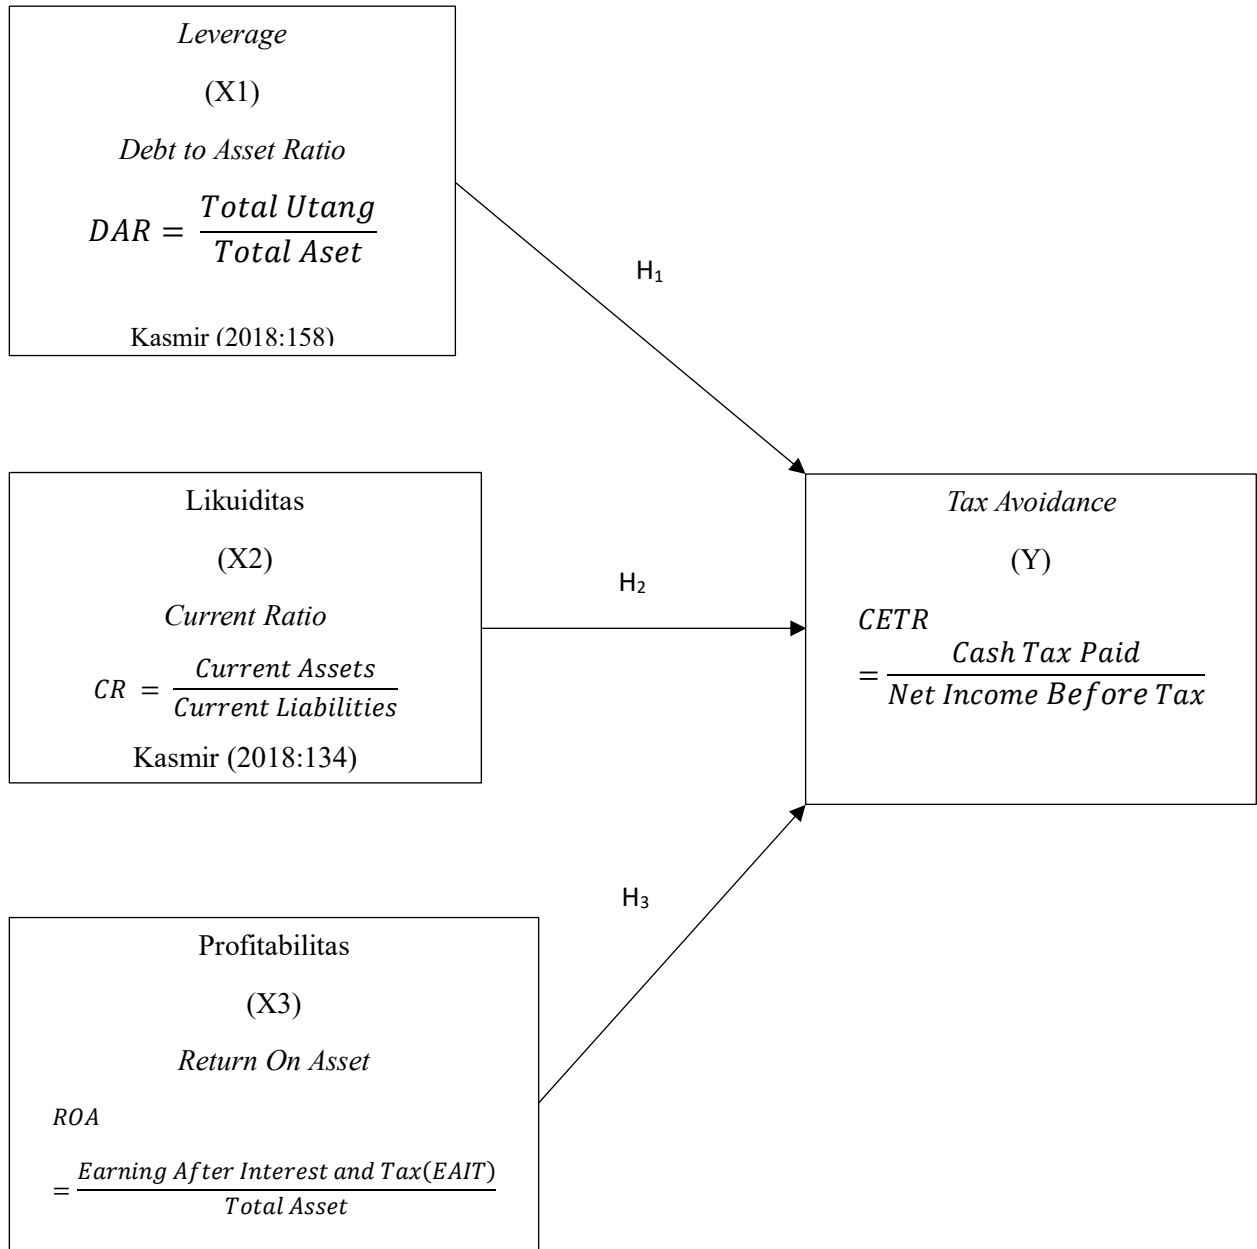 Leverage
(X1)
Debt to Asset Ratio
DAR = Total Utang / Total Aset
Kasmir (2018:158)
H₁
Likuiditas
(X2)
Current Ratio
CR = Current Assets / Current Liabilities
Kasmir (2018:134)
H₂
Tax Avoidance
(Y)
CETR
= Cash Tax Paid / Net Income Before Tax
H₃
Profitabilitas
(X3)
Return On Asset
ROA
= Earning After Interest and Tax(EAIT) / Total Asset